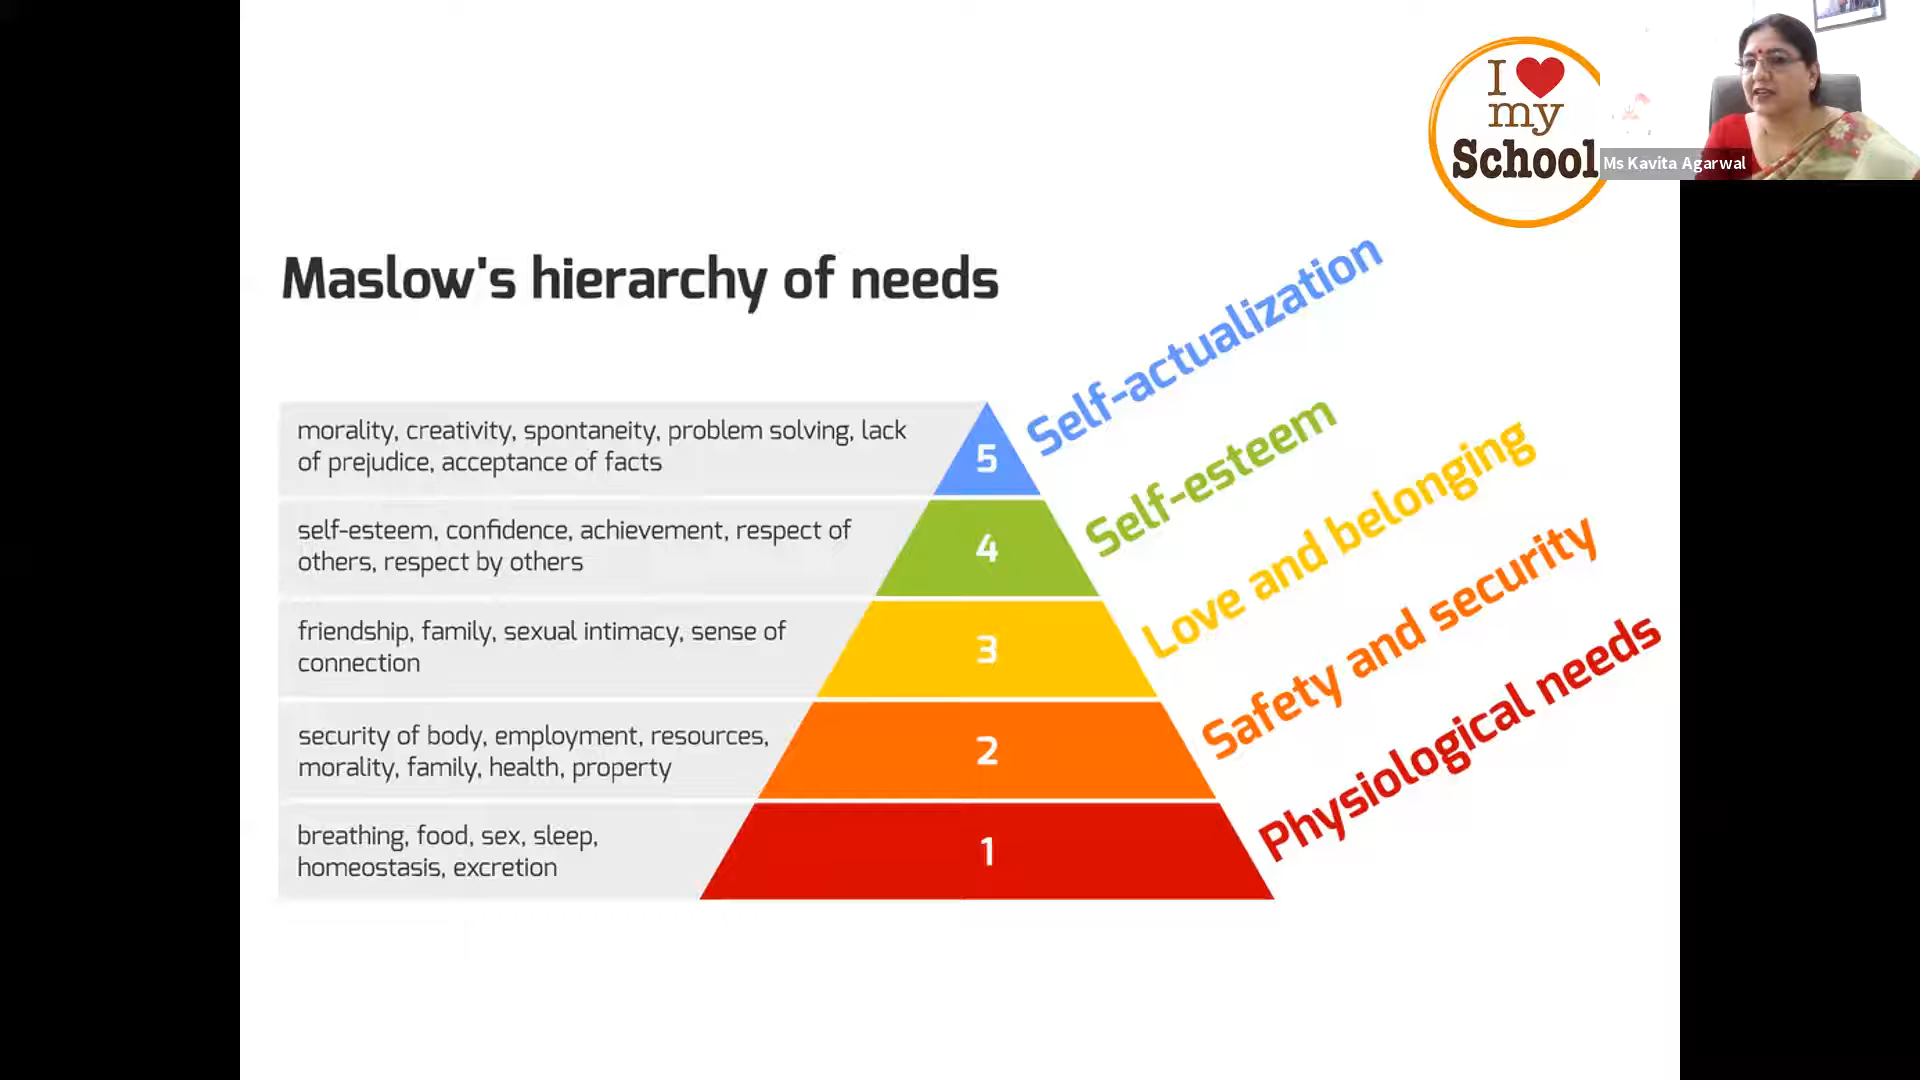 I
my
School
Ms Kavita Agarwal
Maslow's hierarchy of needs
morality, creativity, spontaneity, problem solving, lack
of prejudice, acceptance of facts
5
Self-actualization
self-esteem, confidence, achievement, respect of
others, respect by others
4
Self-esteem
friendship, family, sexual intimacy, sense of
connection
3
Love and belonging
security of body, employment, resources,
morality, family, health, property
2
Safety and security
breathing, food, sex, sleep,
homeostasis, excretion
1
Physiological needs